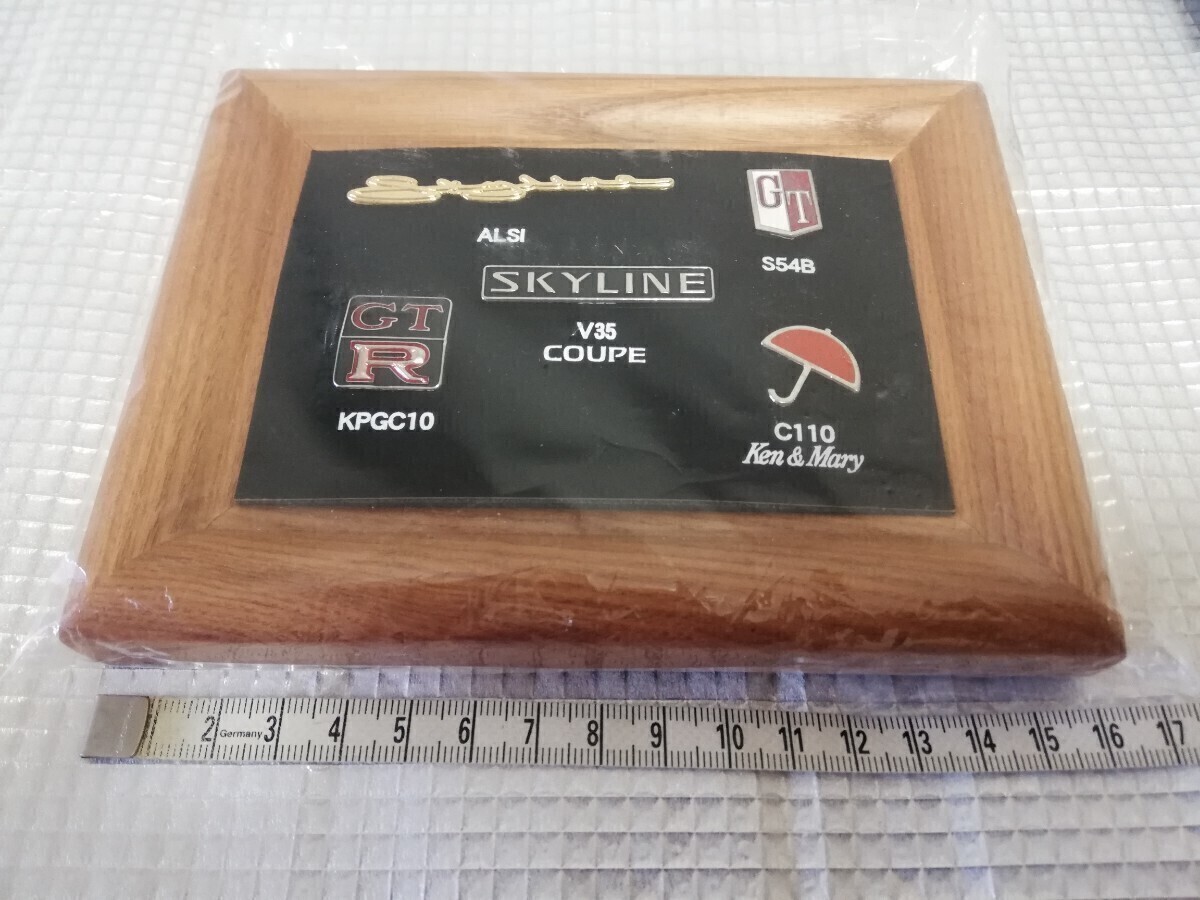 Skyline
ALSI
GT
S54B
SKYLINE
V35
COUPE
GT
R
KPGC10
C110
Ken & Mary
2 Germany 3 4 5 6 7 8 9 10 11 12 13 14 15 16 17